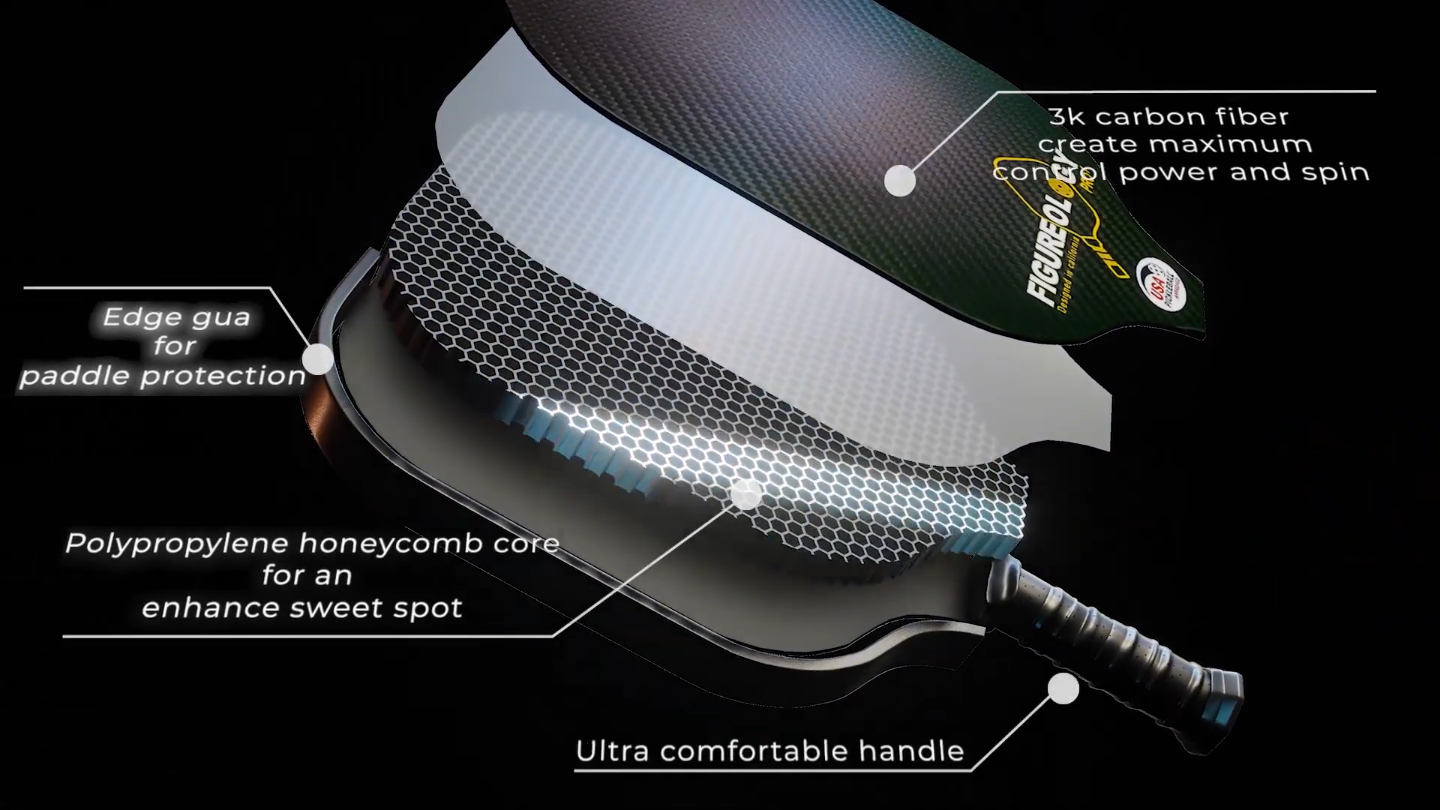 3k carbon fiber
create maximum
control power and spin
FIGUREOLOGY
PRO
Designed in california
USA
PICKLEBALL
Edge gua
for
paddle protection
Polypropylene honeycomb core
for an
enhance sweet spot
Ultra comfortable handle